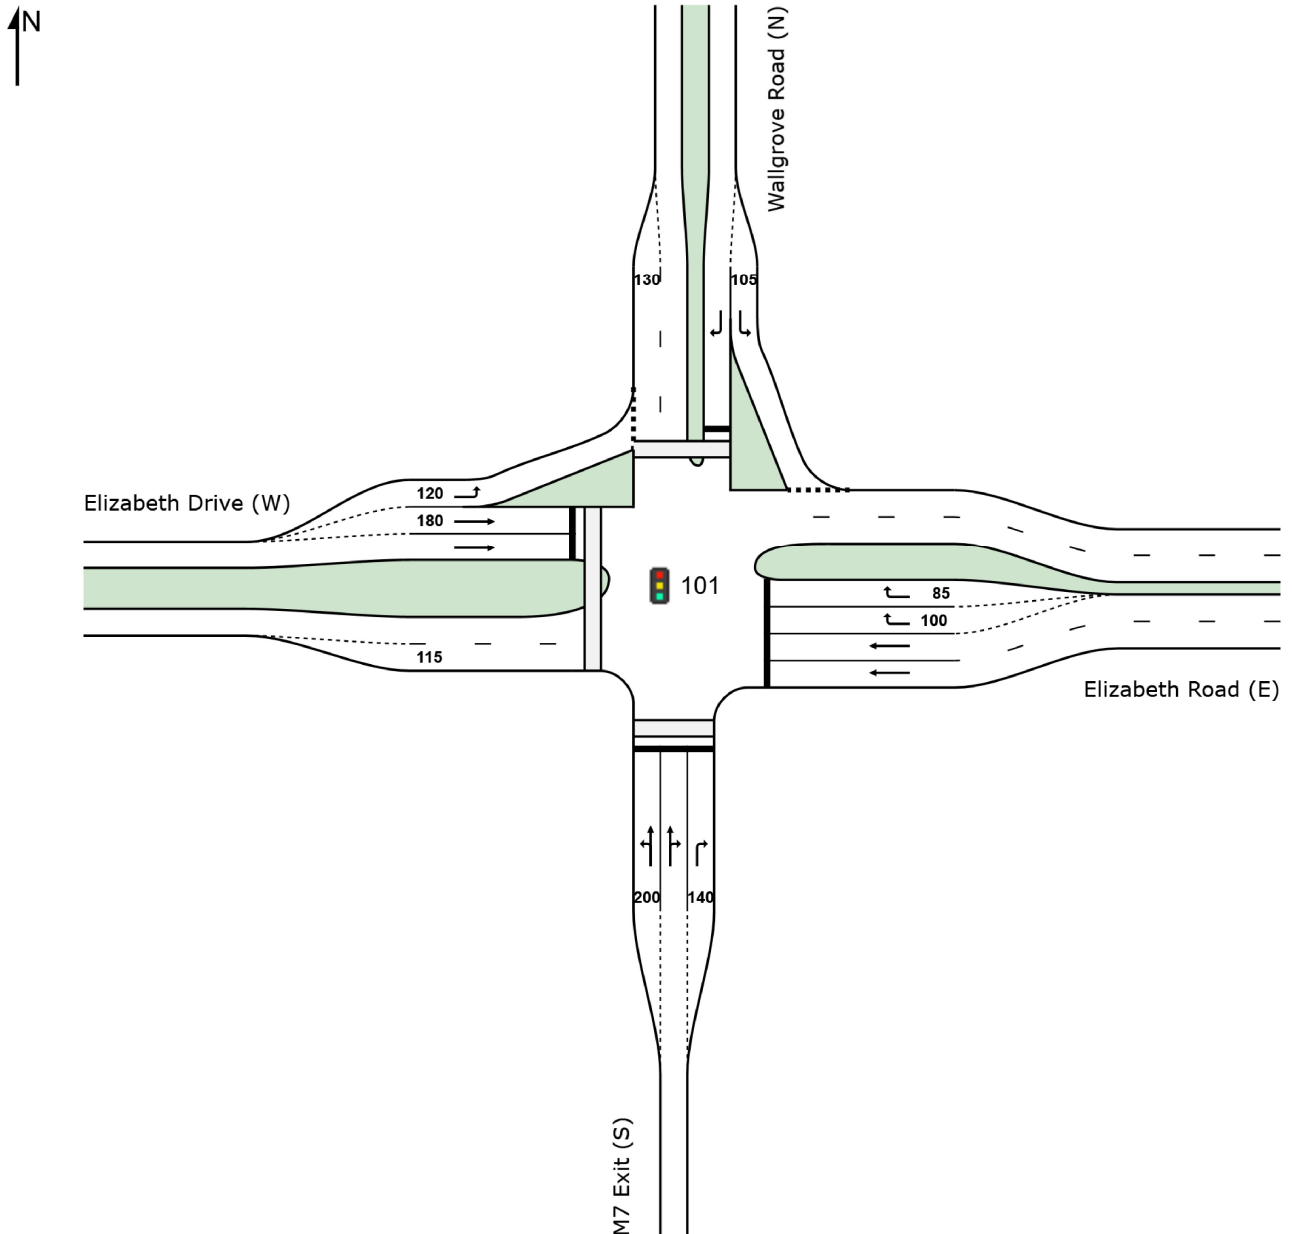 N
Wallgrove Road (N)
130
105
Elizabeth Drive (W)
120
180
101
85
100
115
Elizabeth Road (E)
200
140
M7 Exit (S)